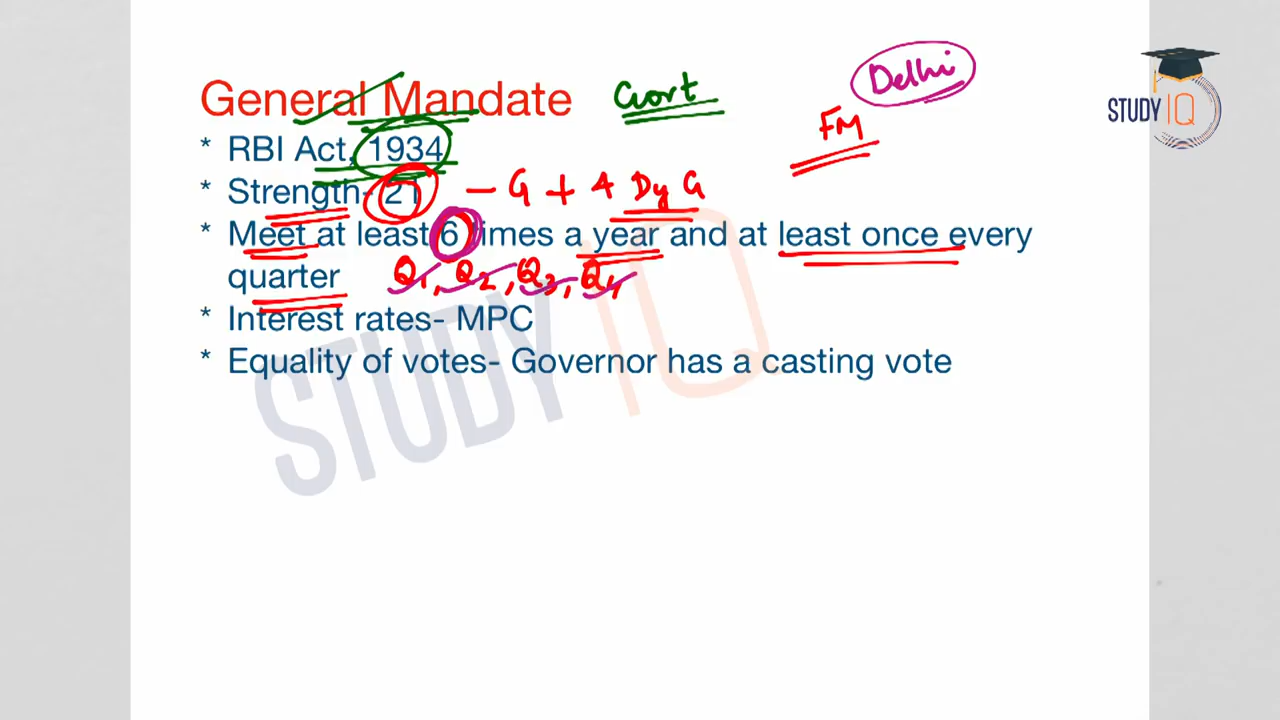 Delhi
General Mandate Govt
FM
STUDY IQ
* RBI Act, 1934
* Strength- 21 - G + 4 Dy G
* Meet at least 6 times a year and at least once every
quarter Q1, Q2, Q3, Q4
* Interest rates- MPC
* Equality of votes- Governor has a casting vote
STUDY IQ